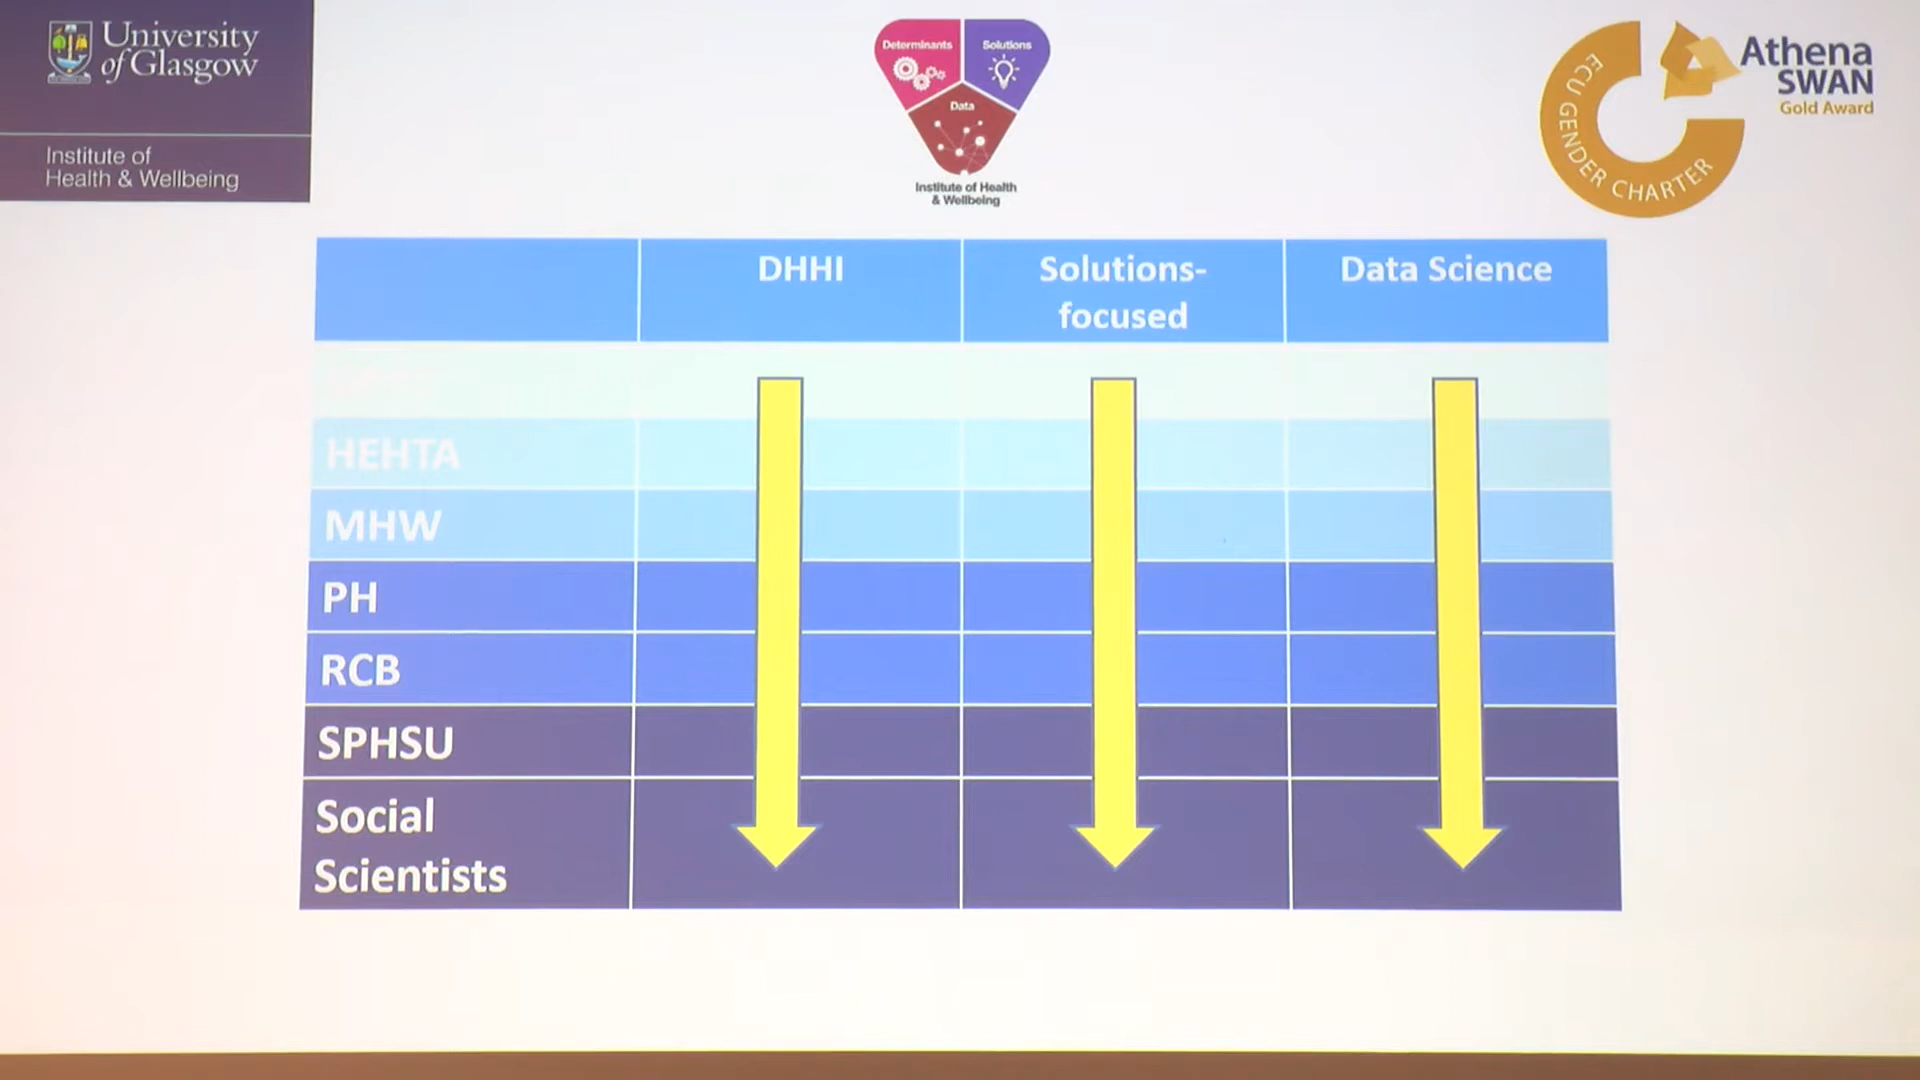 University
of Glasgow
Institute of
Health & Wellbeing
Determinants
Solutions
Data
Institute of Health
& Wellbeing
ECU GENDER CHARTER
Athena
SWAN
Gold Award
DHHI
Solutions-
focused
Data Science
HEHTA
MHW
PH
RCB
SPHSU
Social
Scientists